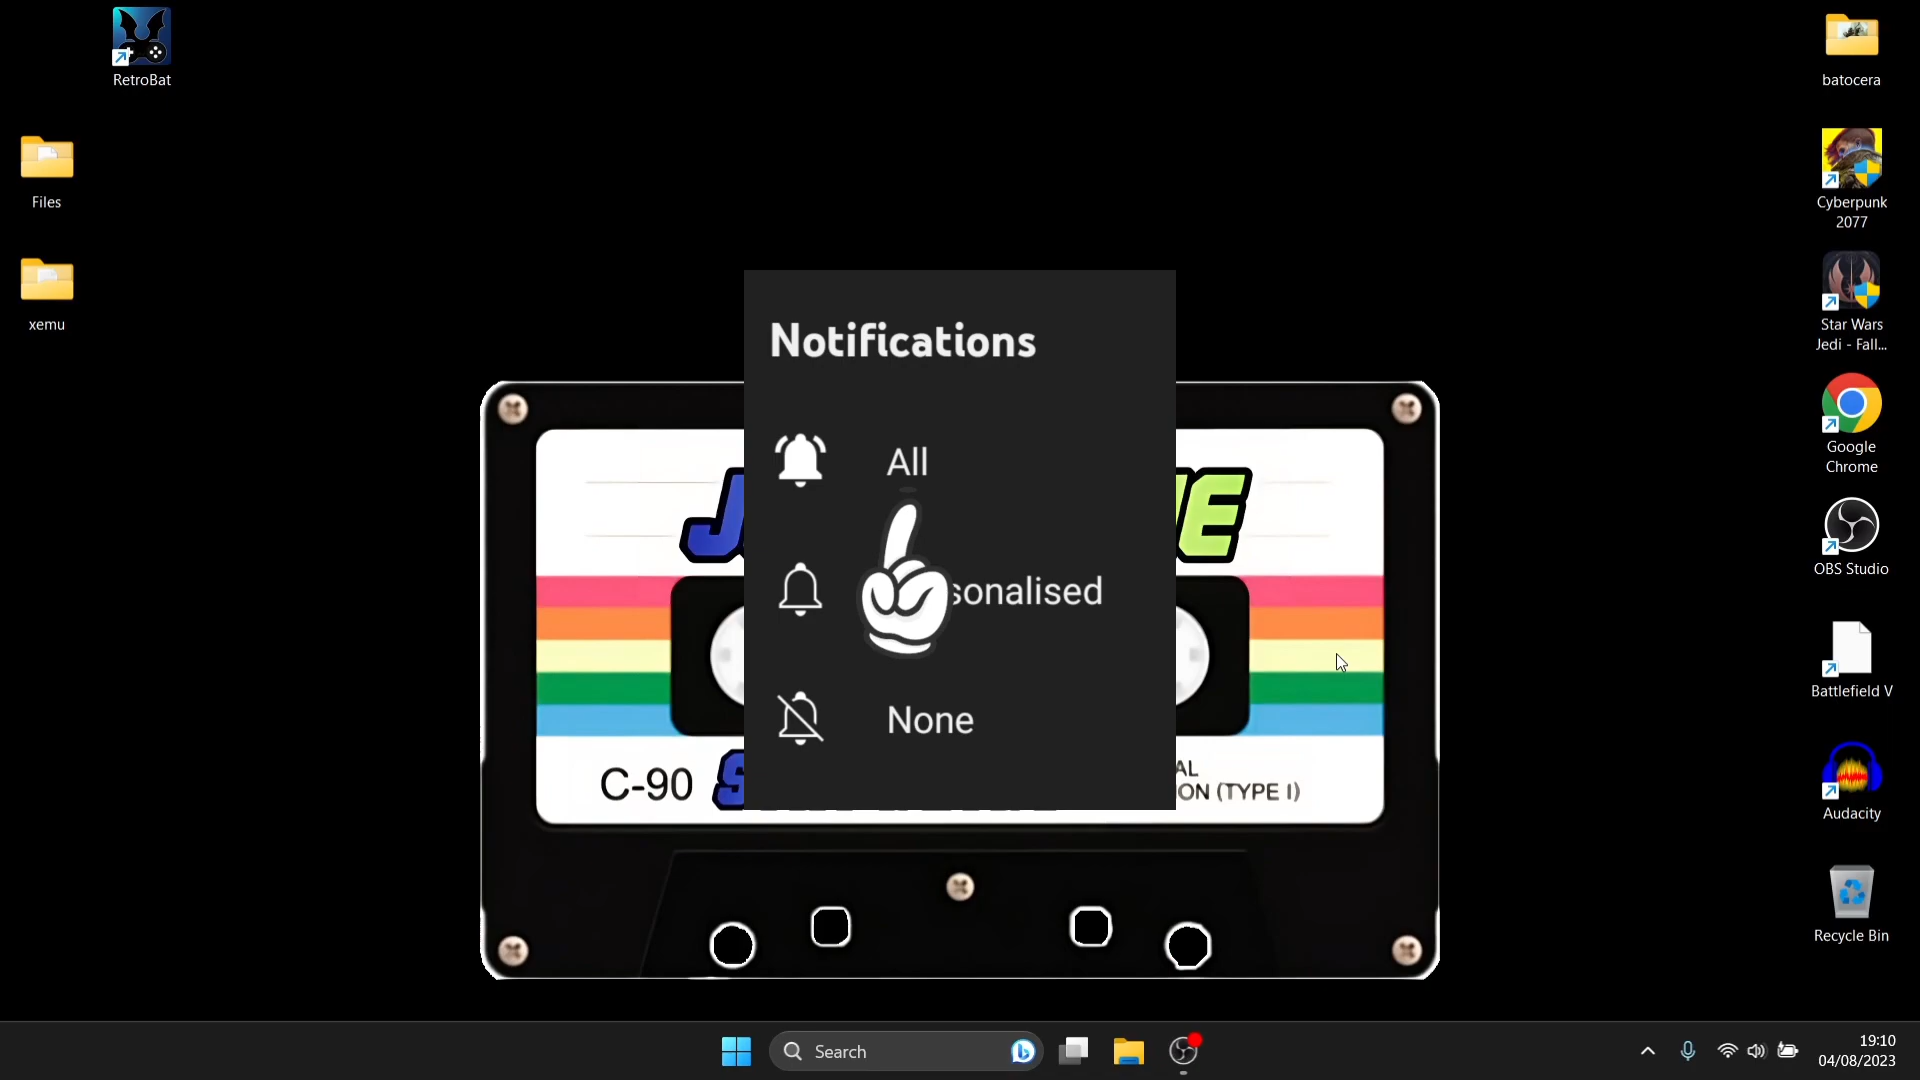 RetroBat
batocera
Files
Cyberpunk
2077
xemu
Star Wars
Jedi - Fall...
Notifications
All
sonalised
None
J
E
C-90
S
AL
ON (TYPE I)
Google
Chrome
OBS Studio
Battlefield V
Audacity
Recycle Bin
Search
19:10
04/08/2023